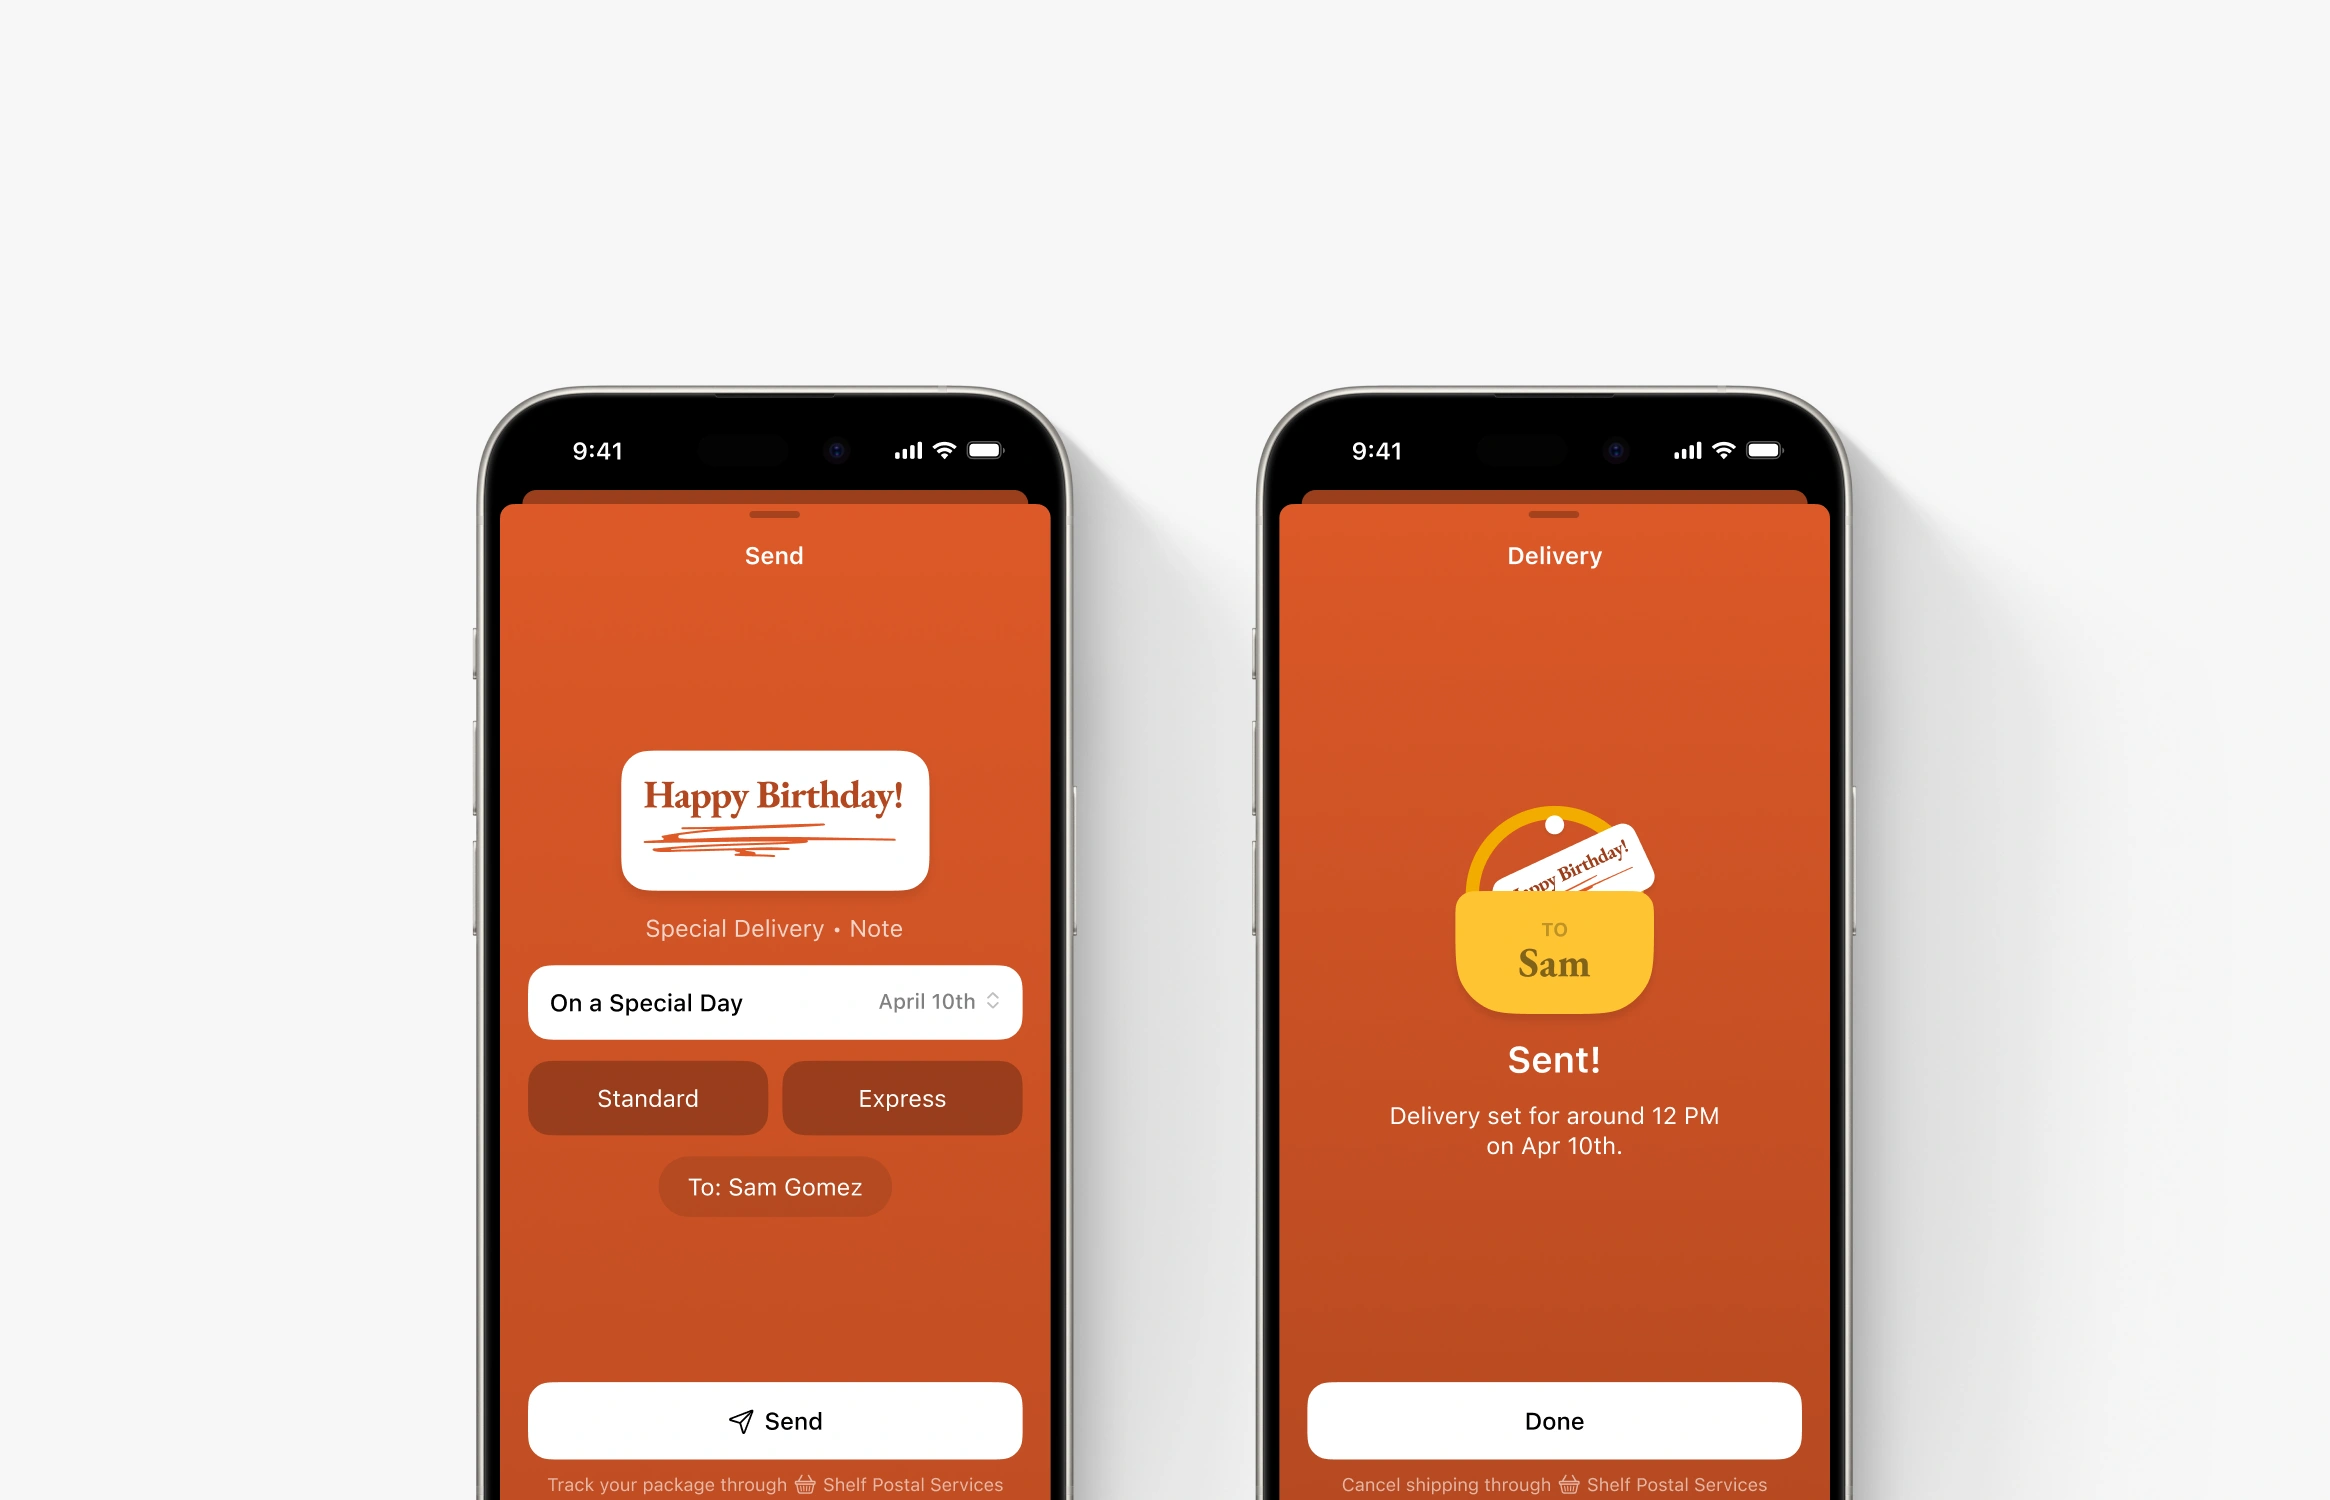 9:41
Send
Happy Birthday!
Special Delivery • Note
On a Special Day
April 10th
Standard
Express
To: Sam Gomez
Send
Track your package through Shelf Postal Services
9:41
Delivery
Birthday!
TO
Sam
Sent!
Delivery set for around 12 PM
on Apr 10th.
Done
Cancel shipping through Shelf Postal Services